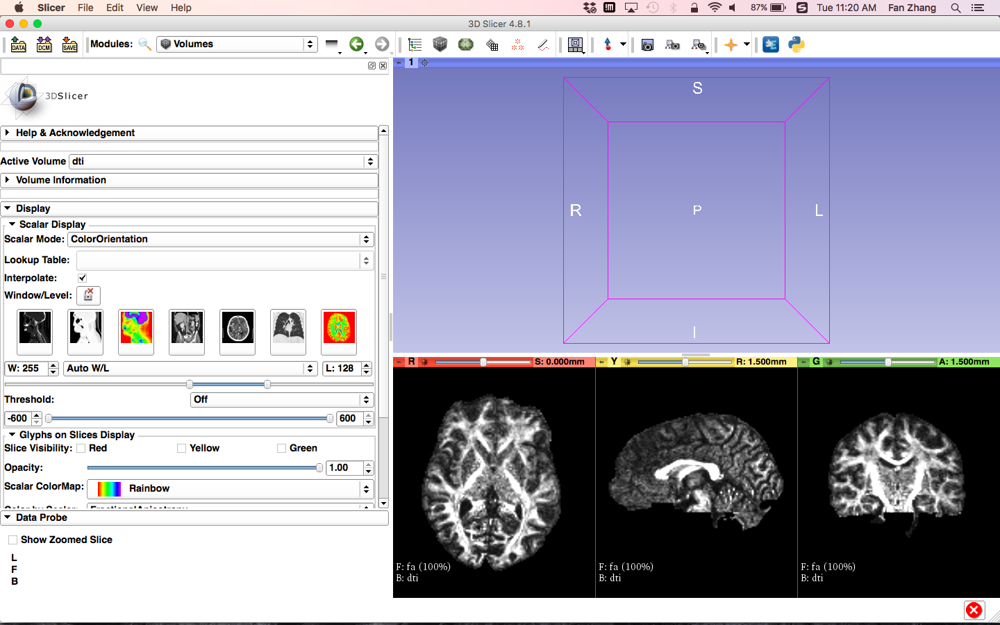 Slicer File Edit View Help 87% Tue 11:20 AM Fan Zhang
3D Slicer 4.8.1
DATA DCM SAVE Modules: Volumes
1
3DSlicer
Help & Acknowledgement
Active Volume dti
Volume Information
Display
Scalar Display
Scalar Mode: ColorOrientation
Lookup Table:
Interpolate:
Window/Level:
W: 255 Auto W/L L: 128
Threshold: Off
-600 600
Glyphs on Slices Display
Slice Visibility: Red Yellow Green
Opacity: 1.00
Scalar ColorMap: Rainbow
Color by Scalar: FractionalAnisotropy
Data Probe
Show Zoomed Slice
L
F
B
S
R P L
I
R S: 0.000mm
F: fa (100%)
B: dti
Y R: 1.500mm
F: fa (100%)
B: dti
G A: 1.500mm
F: fa (100%)
B: dti